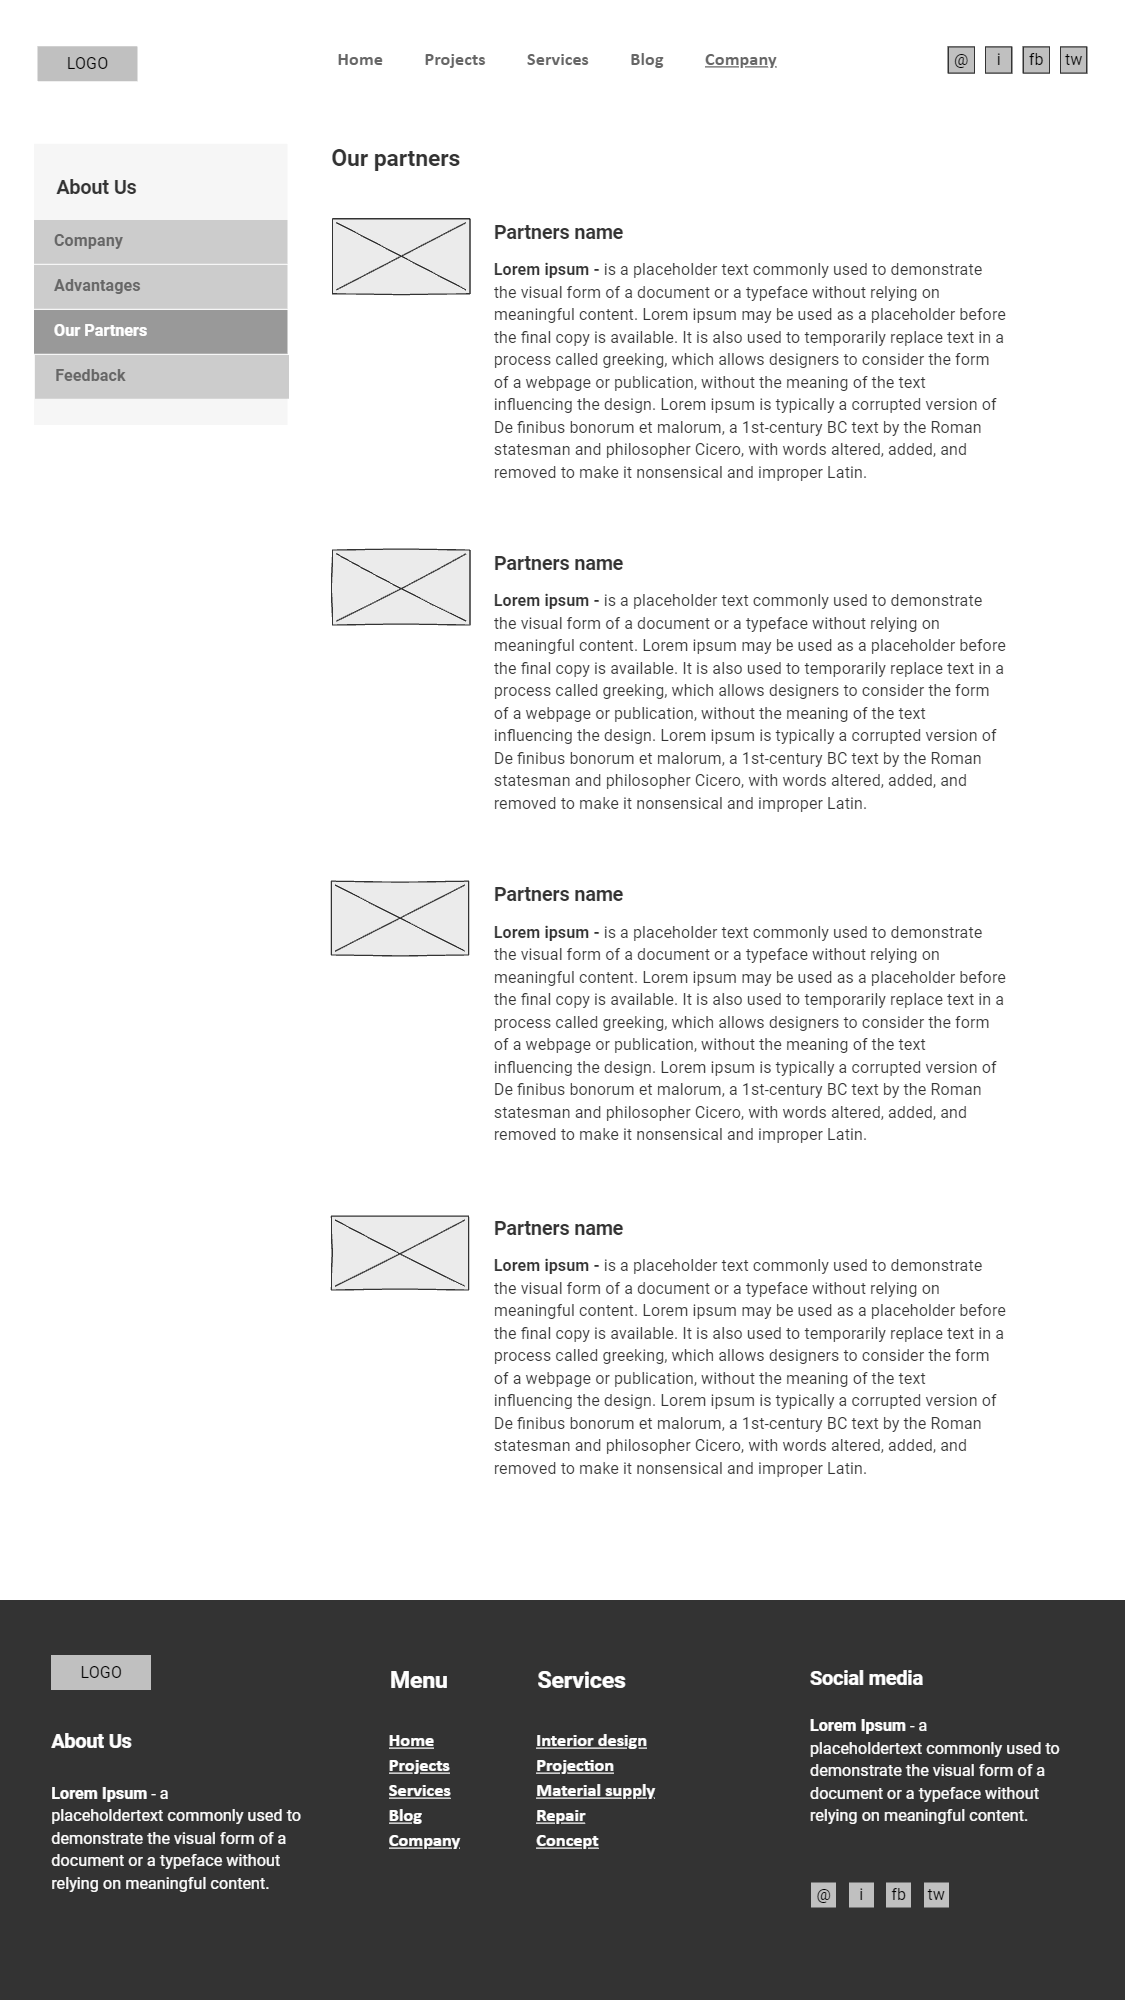 LOGO
Home Projects Services Blog Company
@ i fb tw
About Us
Company
Advantages
Our Partners
Feedback
Our partners
Partners name
Lorem ipsum - is a placeholder text commonly used to demonstrate
the visual form of a document or a typeface without relying on
meaningful content. Lorem ipsum may be used as a placeholder before
the final copy is available. It is also used to temporarily replace text in a
process called greeking, which allows designers to consider the form
of a webpage or publication, without the meaning of the text
influencing the design. Lorem ipsum is typically a corrupted version of
De finibus bonorum et malorum, a 1st-century BC text by the Roman
statesman and philosopher Cicero, with words altered, added, and
removed to make it nonsensical and improper Latin.
Partners name
Lorem ipsum - is a placeholder text commonly used to demonstrate
the visual form of a document or a typeface without relying on
meaningful content. Lorem ipsum may be used as a placeholder before
the final copy is available. It is also used to temporarily replace text in a
process called greeking, which allows designers to consider the form
of a webpage or publication, without the meaning of the text
influencing the design. Lorem ipsum is typically a corrupted version of
De finibus bonorum et malorum, a 1st-century BC text by the Roman
statesman and philosopher Cicero, with words altered, added, and
removed to make it nonsensical and improper Latin.
Partners name
Lorem ipsum - is a placeholder text commonly used to demonstrate
the visual form of a document or a typeface without relying on
meaningful content. Lorem ipsum may be used as a placeholder before
the final copy is available. It is also used to temporarily replace text in a
process called greeking, which allows designers to consider the form
of a webpage or publication, without the meaning of the text
influencing the design. Lorem ipsum is typically a corrupted version of
De finibus bonorum et malorum, a 1st-century BC text by the Roman
statesman and philosopher Cicero, with words altered, added, and
removed to make it nonsensical and improper Latin.
Partners name
Lorem ipsum - is a placeholder text commonly used to demonstrate
the visual form of a document or a typeface without relying on
meaningful content. Lorem ipsum may be used as a placeholder before
the final copy is available. It is also used to temporarily replace text in a
process called greeking, which allows designers to consider the form
of a webpage or publication, without the meaning of the text
influencing the design. Lorem ipsum is typically a corrupted version of
De finibus bonorum et malorum, a 1st-century BC text by the Roman
statesman and philosopher Cicero, with words altered, added, and
removed to make it nonsensical and improper Latin.
LOGO
About Us
Lorem Ipsum - a
placeholdertext commonly used to
demonstrate the visual form of a
document or a typeface without
relying on meaningful content.
Menu
Home
Projects
Services
Blog
Company
Services
Interior design
Projection
Material supply
Repair
Concept
Social media
Lorem Ipsum - a
placeholdertext commonly used to
demonstrate the visual form of a
document or a typeface without
relying on meaningful content.
@ i fb tw